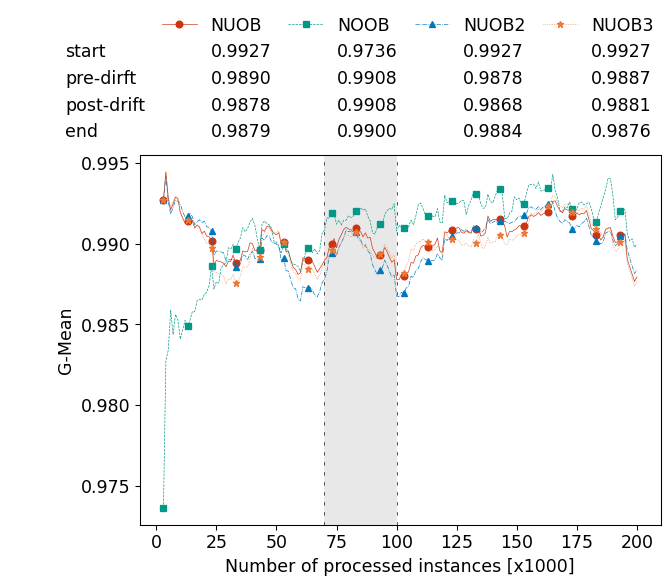 NUOB NOOB NUOB2 NUOB3
start 0.9927 0.9736 0.9927 0.9927
pre-dirft 0.9890 0.9908 0.9878 0.9887
post-drift 0.9878 0.9908 0.9868 0.9881
end 0.9879 0.9900 0.9884 0.9876
0.995
0.990
0.985
0.980
0.975
G-Mean
0 25 50 75 100 125 150 175 200
Number of processed instances [x1000]